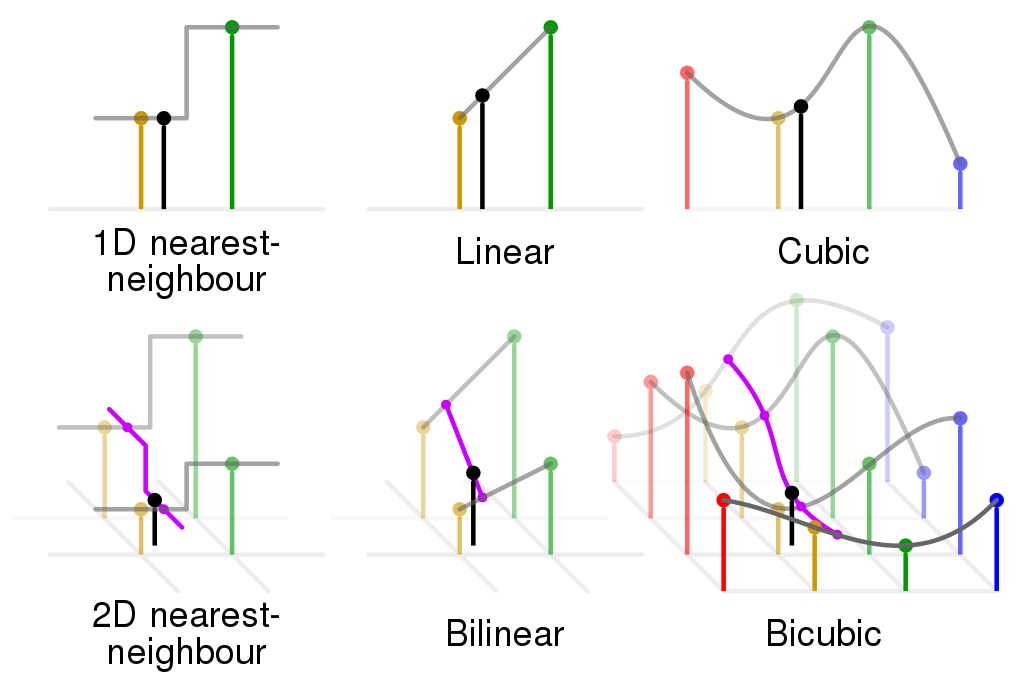 1D nearest-
neighbour
Linear
Cubic
2D nearest-
neighbour
Bilinear
Bicubic